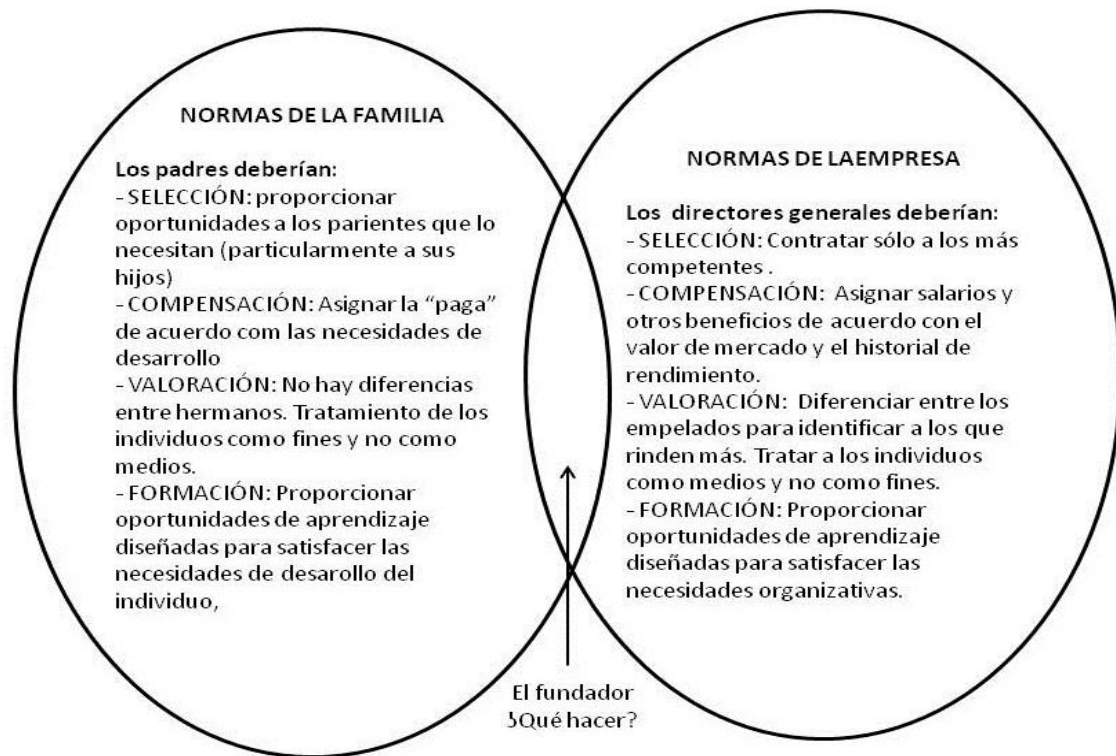 NORMAS DE LA FAMILIA
Los padres deberían:
- SELECCIÓN: proporcionar
oportunidades a los parientes que lo
necesitan (particularmente a sus
hijos)
- COMPENSACIÓN: Asignar la “paga”
de acuerdo com las necesidades de
desarrollo
- VALORACIÓN: No hay diferencias
entre hermanos. Tratamiento de los
individuos como fines y no como
medios.
- FORMACIÓN: Proporcionar
oportunidades de aprendizaje
diseñadas para satisfacer las
necesidades de desarollo del
individuo,
NORMAS DE LAEMPRESA
Los directores generales deberían:
- SELECCIÓN: Contratar sólo a los más
competentes .
- COMPENSACIÓN: Asignar salarios y
otros beneficios de acuerdo con el
valor de mercado y el historial de
rendimiento.
- VALORACIÓN: Diferenciar entre los
empelados para identificar a los que
rinden más. Tratar a los individuos
como medios y no como fines.
- FORMACIÓN: Proporcionar
oportunidades de aprendizaje
diseñadas para satisfacer las
necesidades organizativas.
El fundador
¿Qué hacer?